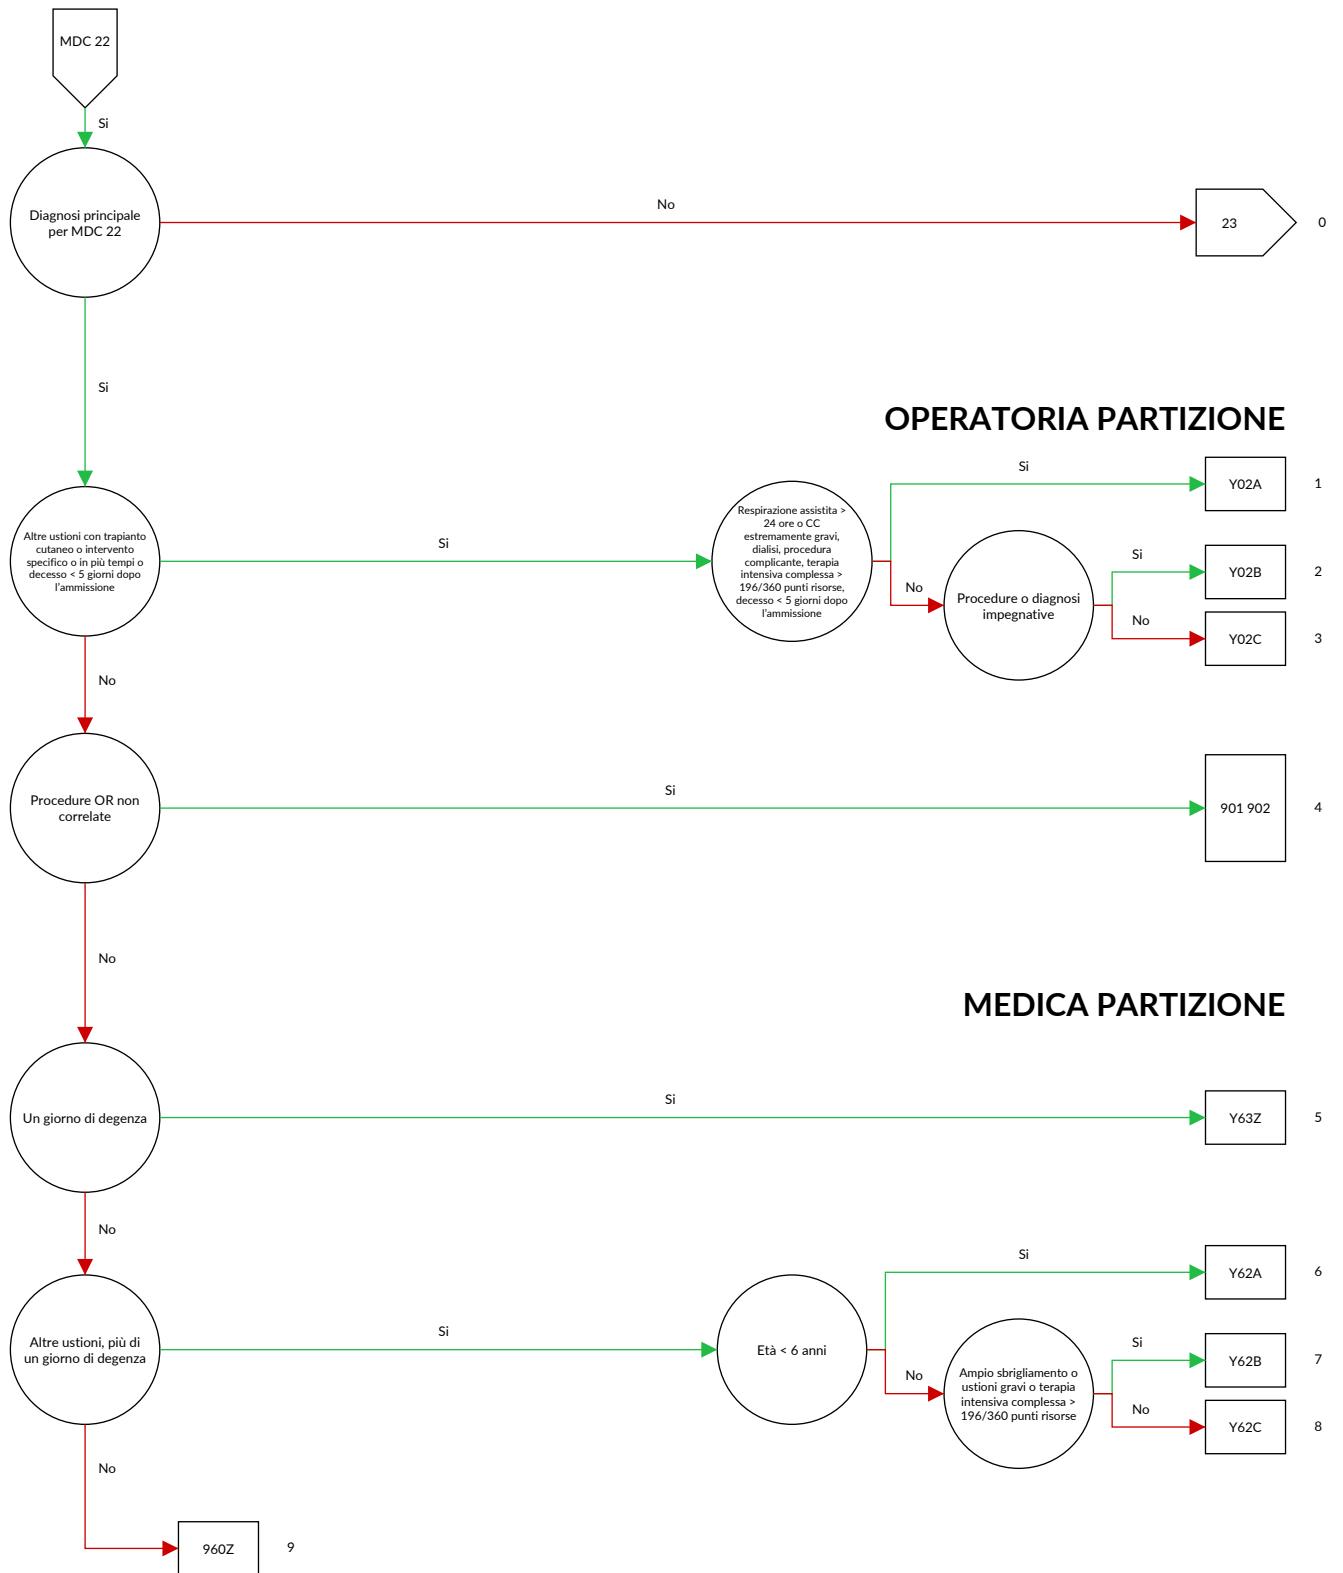 MDC 22
Si
Diagnosi principale
per MDC 22
No
23
0
Si
OPERATORIA PARTIZIONE
Altre ustioni con trapianto
cutaneo o intervento
specifico o in più tempi o
decesso < 5 giorni dopo
l'ammissione
Si
Respirazione assistita >
24 ore o CC
estremamente gravi,
dialisi, procedura
complicante, terapia
intensiva complessa >
196/360 punti risorse,
decesso < 5 giorni dopo
l'ammissione
Si
Y02A
1
No
Procedure o diagnosi
impegnative
Si
Y02B
2
No
Y02C
3
No
Procedure OR non
correlate
Si
901 902
4
No
MEDICA PARTIZIONE
Un giorno di degenza
Si
Y63Z
5
No
Altre ustioni, più di
un giorno di degenza
Si
Età < 6 anni
Si
Y62A
6
No
Ampio sbrigliamento o
ustioni gravi o terapia
intensiva complessa >
196/360 punti risorse
Si
Y62B
7
No
Y62C
8
No
960Z
9